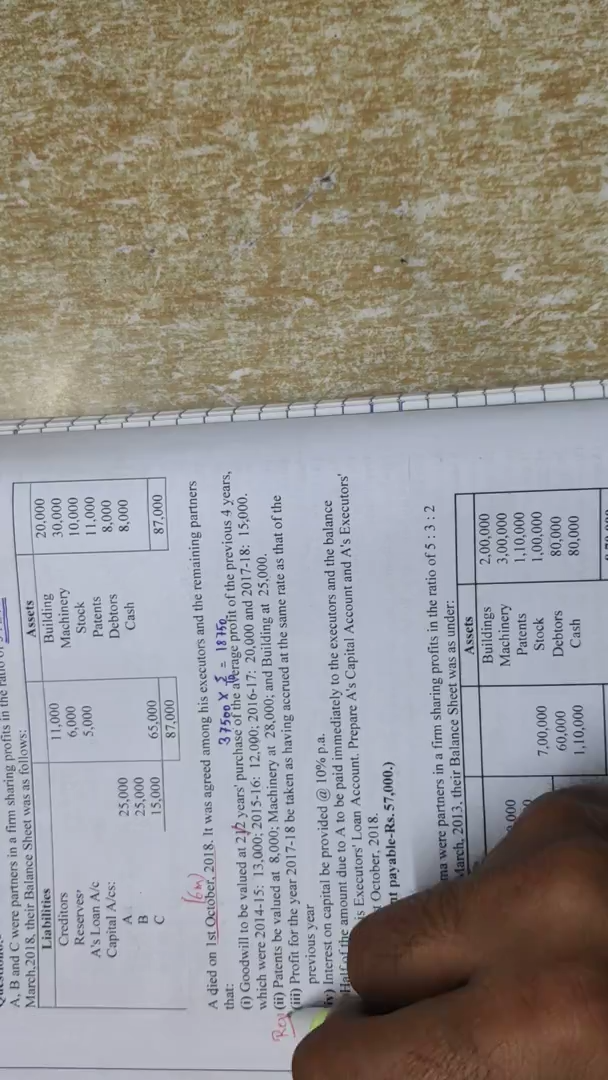 A, B and C were partners in a firm sharing profits in the ratio of
March,2018, their Balance Sheet was as follows:
Liabilities Assets
Creditors 11,000 Building 20,000
Reserves 6,000 Machinery 30,000
A's Loan A/c 5,000 Stock 10,000
Capital A/cs: Patents 11,000
A 25,000 Debtors 8,000
B 25,000 Cash 8,000
C 15,000 65,000
87,000 87,000
(6m)
A died on 1st October, 2018. It was agreed among his executors and the remaining partners
that:
37500 X 5/10 = 18750
(i) Goodwill to be valued at 2 1/2 years' purchase of the average profit of the previous 4 years,
which were 2014-15: 13,000; 2015-16: 12,000; 2016-17: 20,000 and 2017-18: 15,000.
(ii) Patents be valued at 8,000; Machinery at 28,000; and Building at 25,000.
(iii) Profit for the year 2017-18 be taken as having accrued at the same rate as that of the
previous year
iv) Interest on capital be provided @ 10% p.a.
Half of the amount due to A to be paid immediately to the executors and the balance
is Executors' Loan Account. Prepare A's Capital Account and A's Executors'
October, 2018.
payable-Rs. 57,000.)
were partners in a firm sharing profits in the ratio of 5 : 3 : 2
March, 2013, their Balance Sheet was as under:
Assets
Buildings 2,00,000
Machinery 3,00,000
Patents 1,10,000
7,00,000 Stock 1,00,000
60,000 Debtors 80,000
1,10,000 Cash 80,000